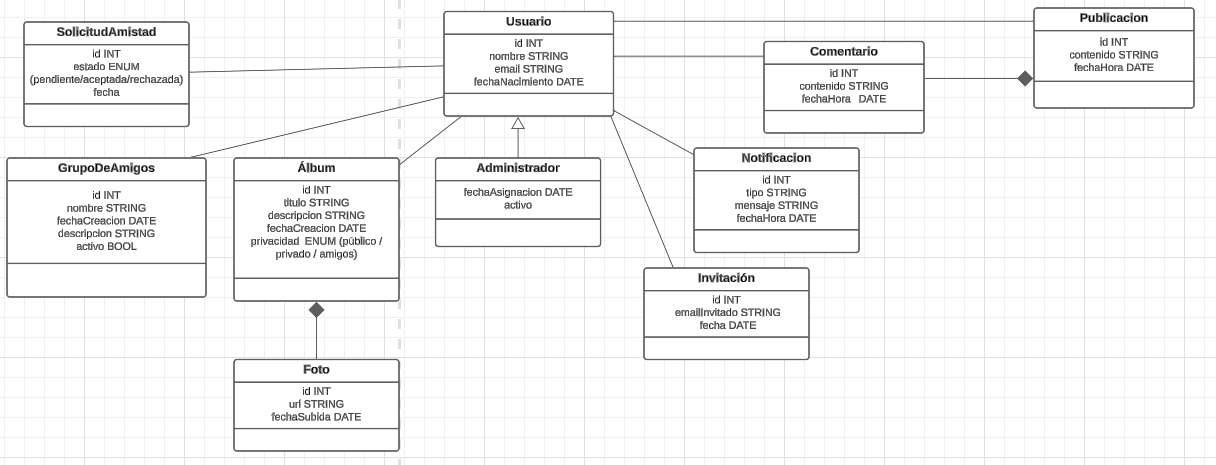 SolicitudAmistad
id INT
estado ENUM
(pendiente/aceptada/rechazada)
fecha
Usuario
id INT
nombre STRING
email STRING
fechaNacimiento DATE
Comentario
id INT
contenido STRING
fechaHora DATE
Publicacion
id INT
contenido STRING
fechaHora DATE
GrupoDeAmigos
id INT
nombre STRING
fechaCreacion DATE
descripcion STRING
activo BOOL
Álbum
id INT
titulo STRING
descripcion STRING
fechaCreacion DATE
privacidad ENUM (público /
privado / amigos)
Administrador
fechaAsignacion DATE
activo
Notificacion
id INT
tipo STRING
mensaje STRING
fechaHora DATE
Invitación
id INT
emailInvitado STRING
fecha DATE
Foto
id INT
url STRING
fechaSubida DATE